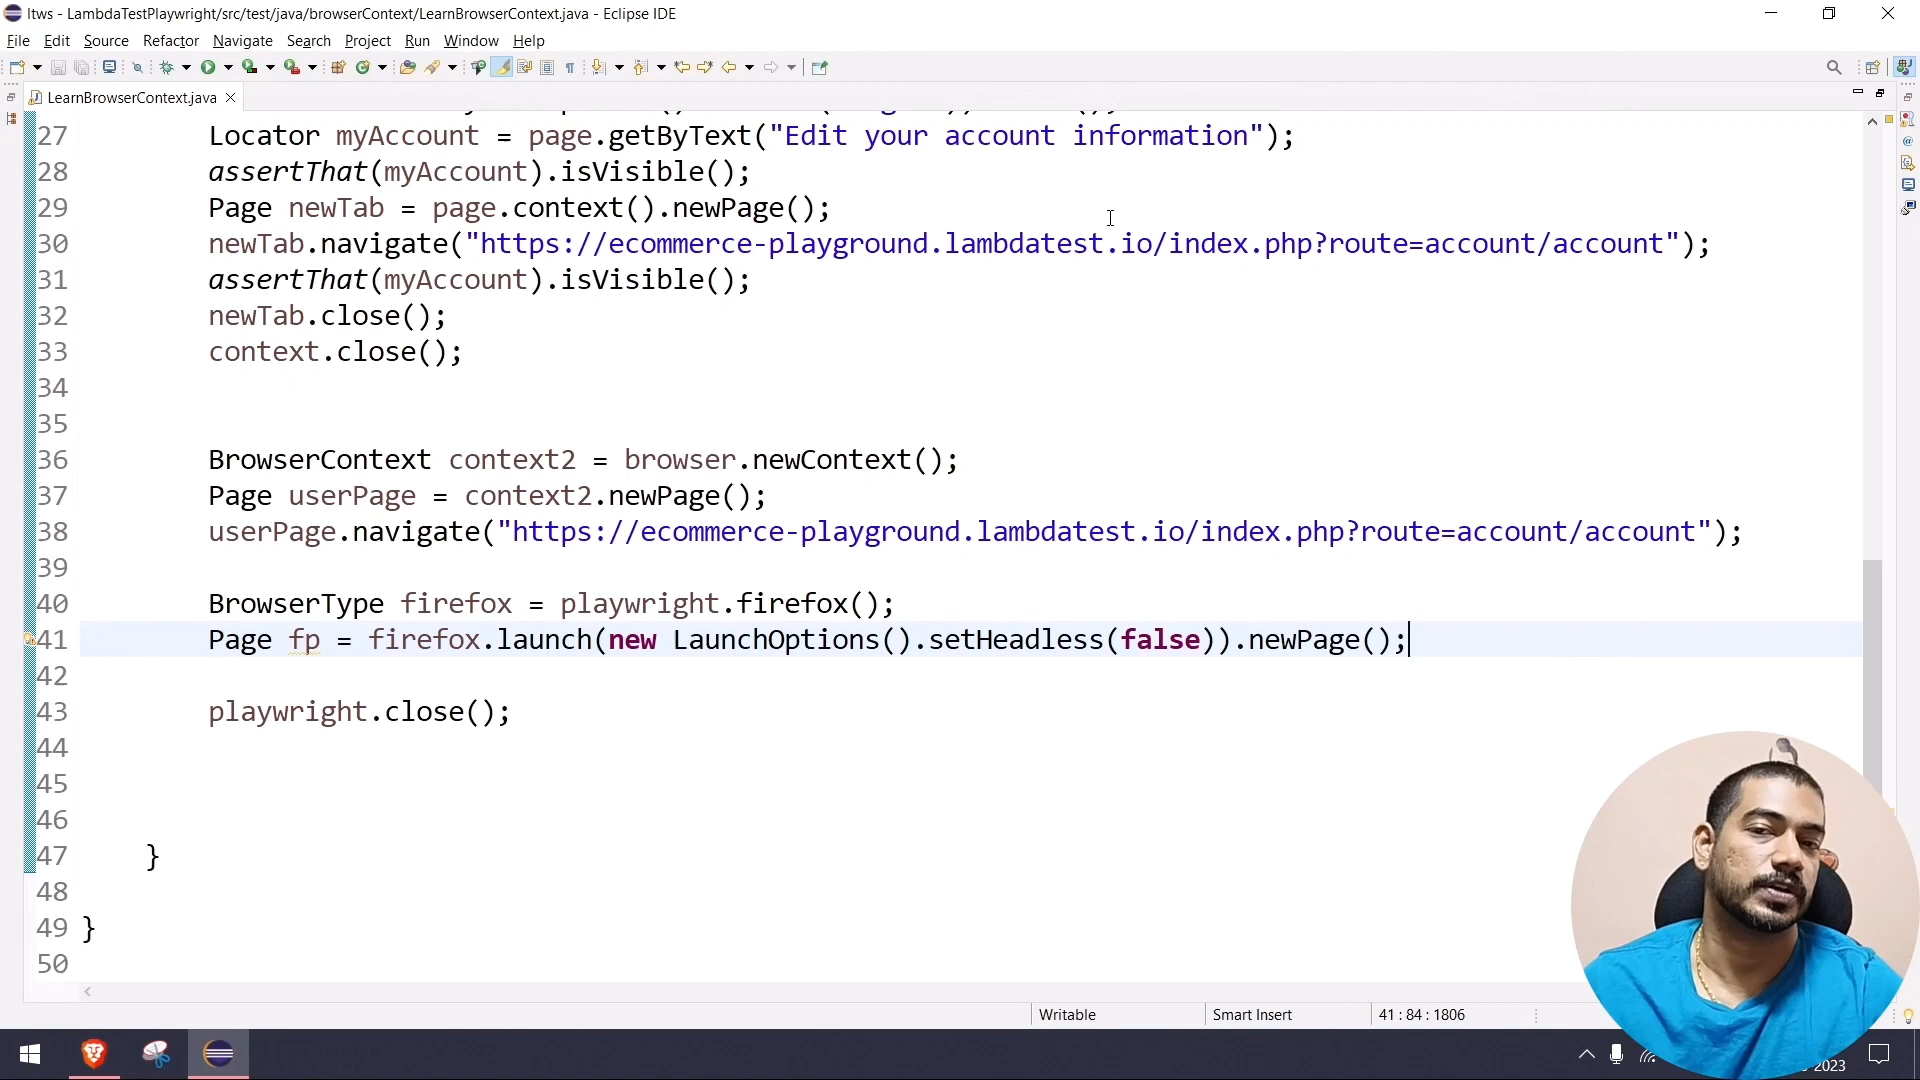 ltws - LambdaTestPlaywright/src/test/java/browserContext/LearnBrowserContext.java - Eclipse IDE
File Edit Source Refactor Navigate Search Project Run Window Help
LearnBrowserContext.java
27 Locator myAccount = page.getByText("Edit your account information");
28 assertThat(myAccount).isVisible();
29 Page newTab = page.context().newPage();
30 newTab.navigate("https://ecommerce-playground.lambdatest.io/index.php?route=account/account");
31 assertThat(myAccount).isVisible();
32 newTab.close();
33 context.close();
34
35
36 BrowserContext context2 = browser.newContext();
37 Page userPage = context2.newPage();
38 userPage.navigate("https://ecommerce-playground.lambdatest.io/index.php?route=account/account");
39
40 BrowserType firefox = playwright.firefox();
41 Page fp = firefox.launch(new LaunchOptions().setHeadless(false)).newPage();
42
43 playwright.close();
44
45
46
47 }
48
49 }
50
Writable Smart Insert 41 : 84 : 1806
2023